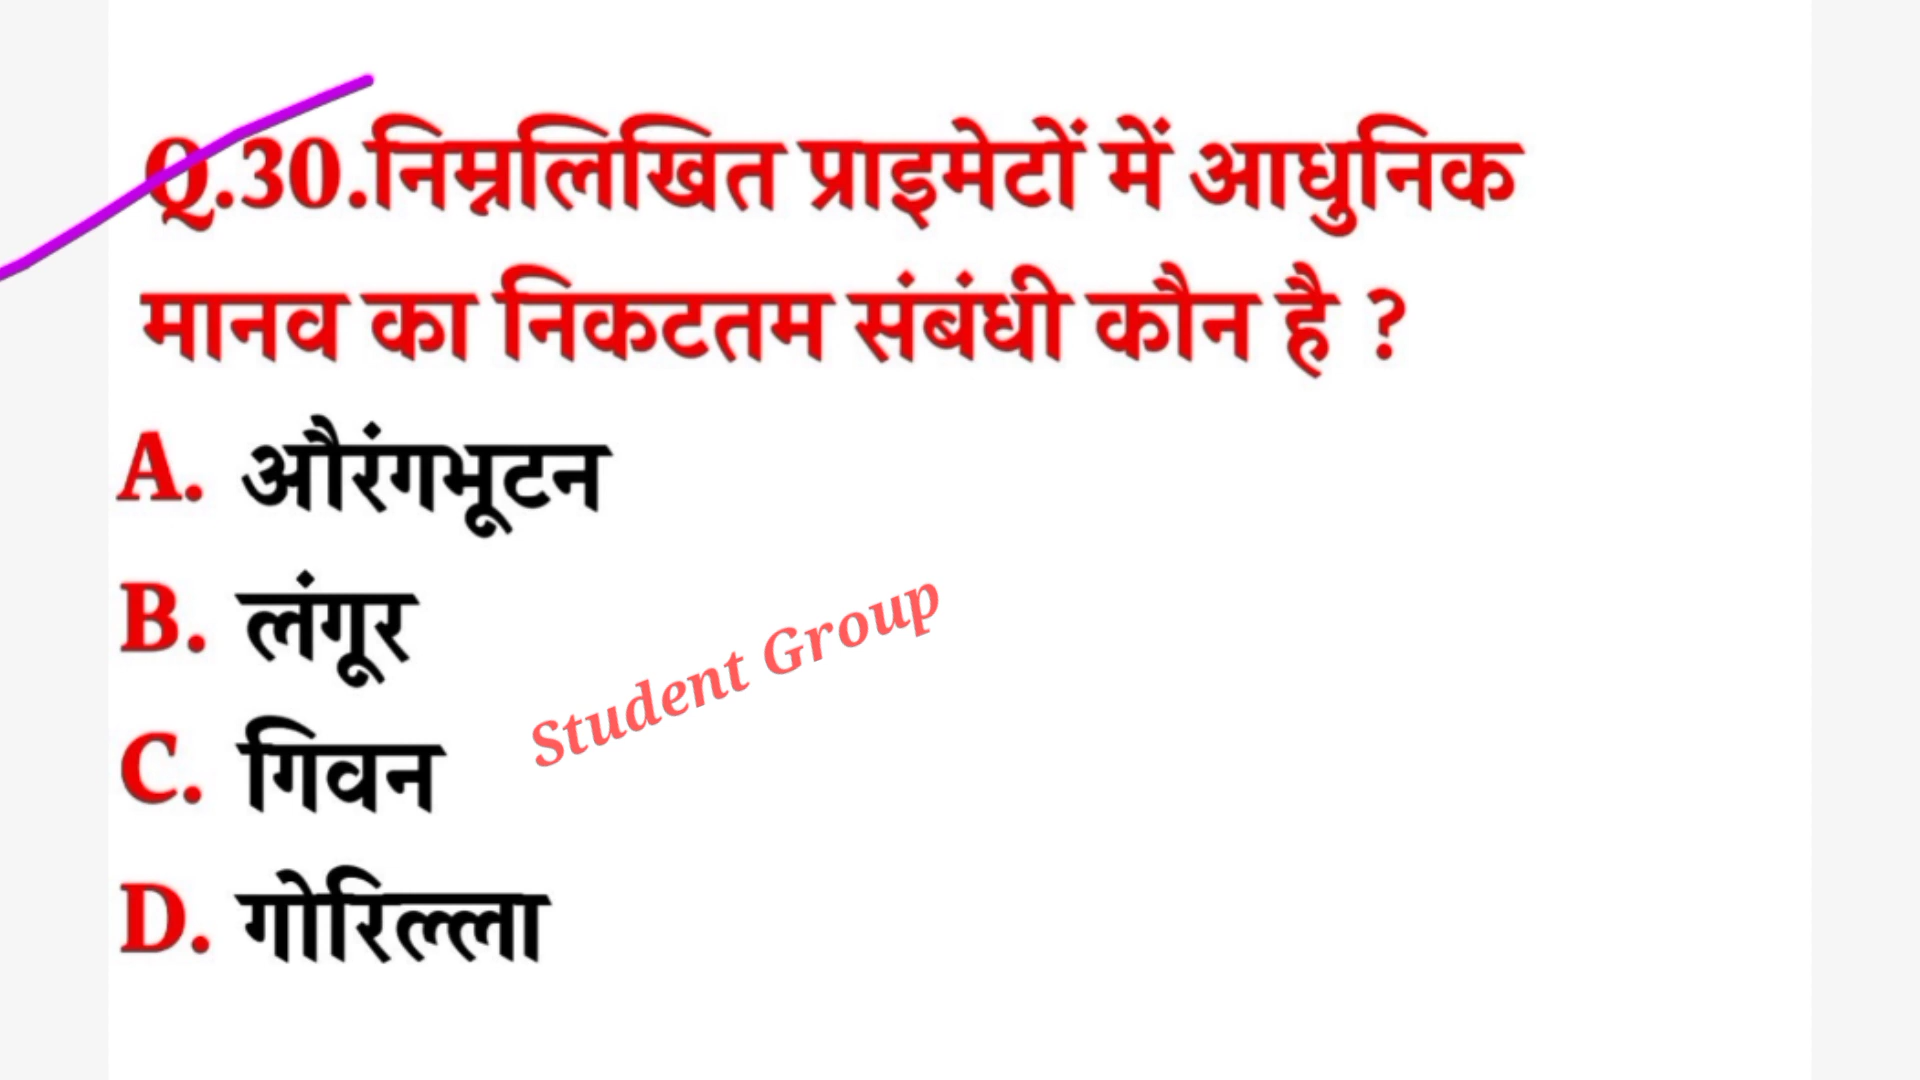 Q.30.निम्नलिखित प्राइमेटों में आधुनिक
मानव का निकटतम संबंधी कौन है ?
A. औरंगभूटन
B. लंगूर
C. गिवन
D. गोरिल्ला
Student Group